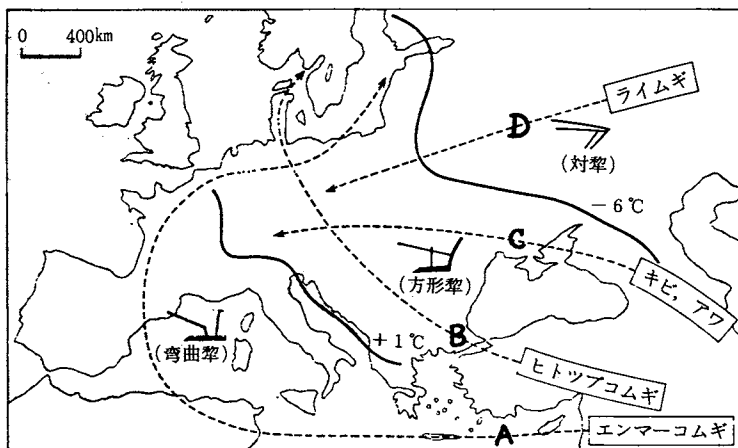 0　400km
ライムギ
D
(対犂)
－6℃
C
(方形犂)
キビ，アワ
(弯曲犂)
＋1℃
B
ヒトツブコムギ
A
エンマーコムギ